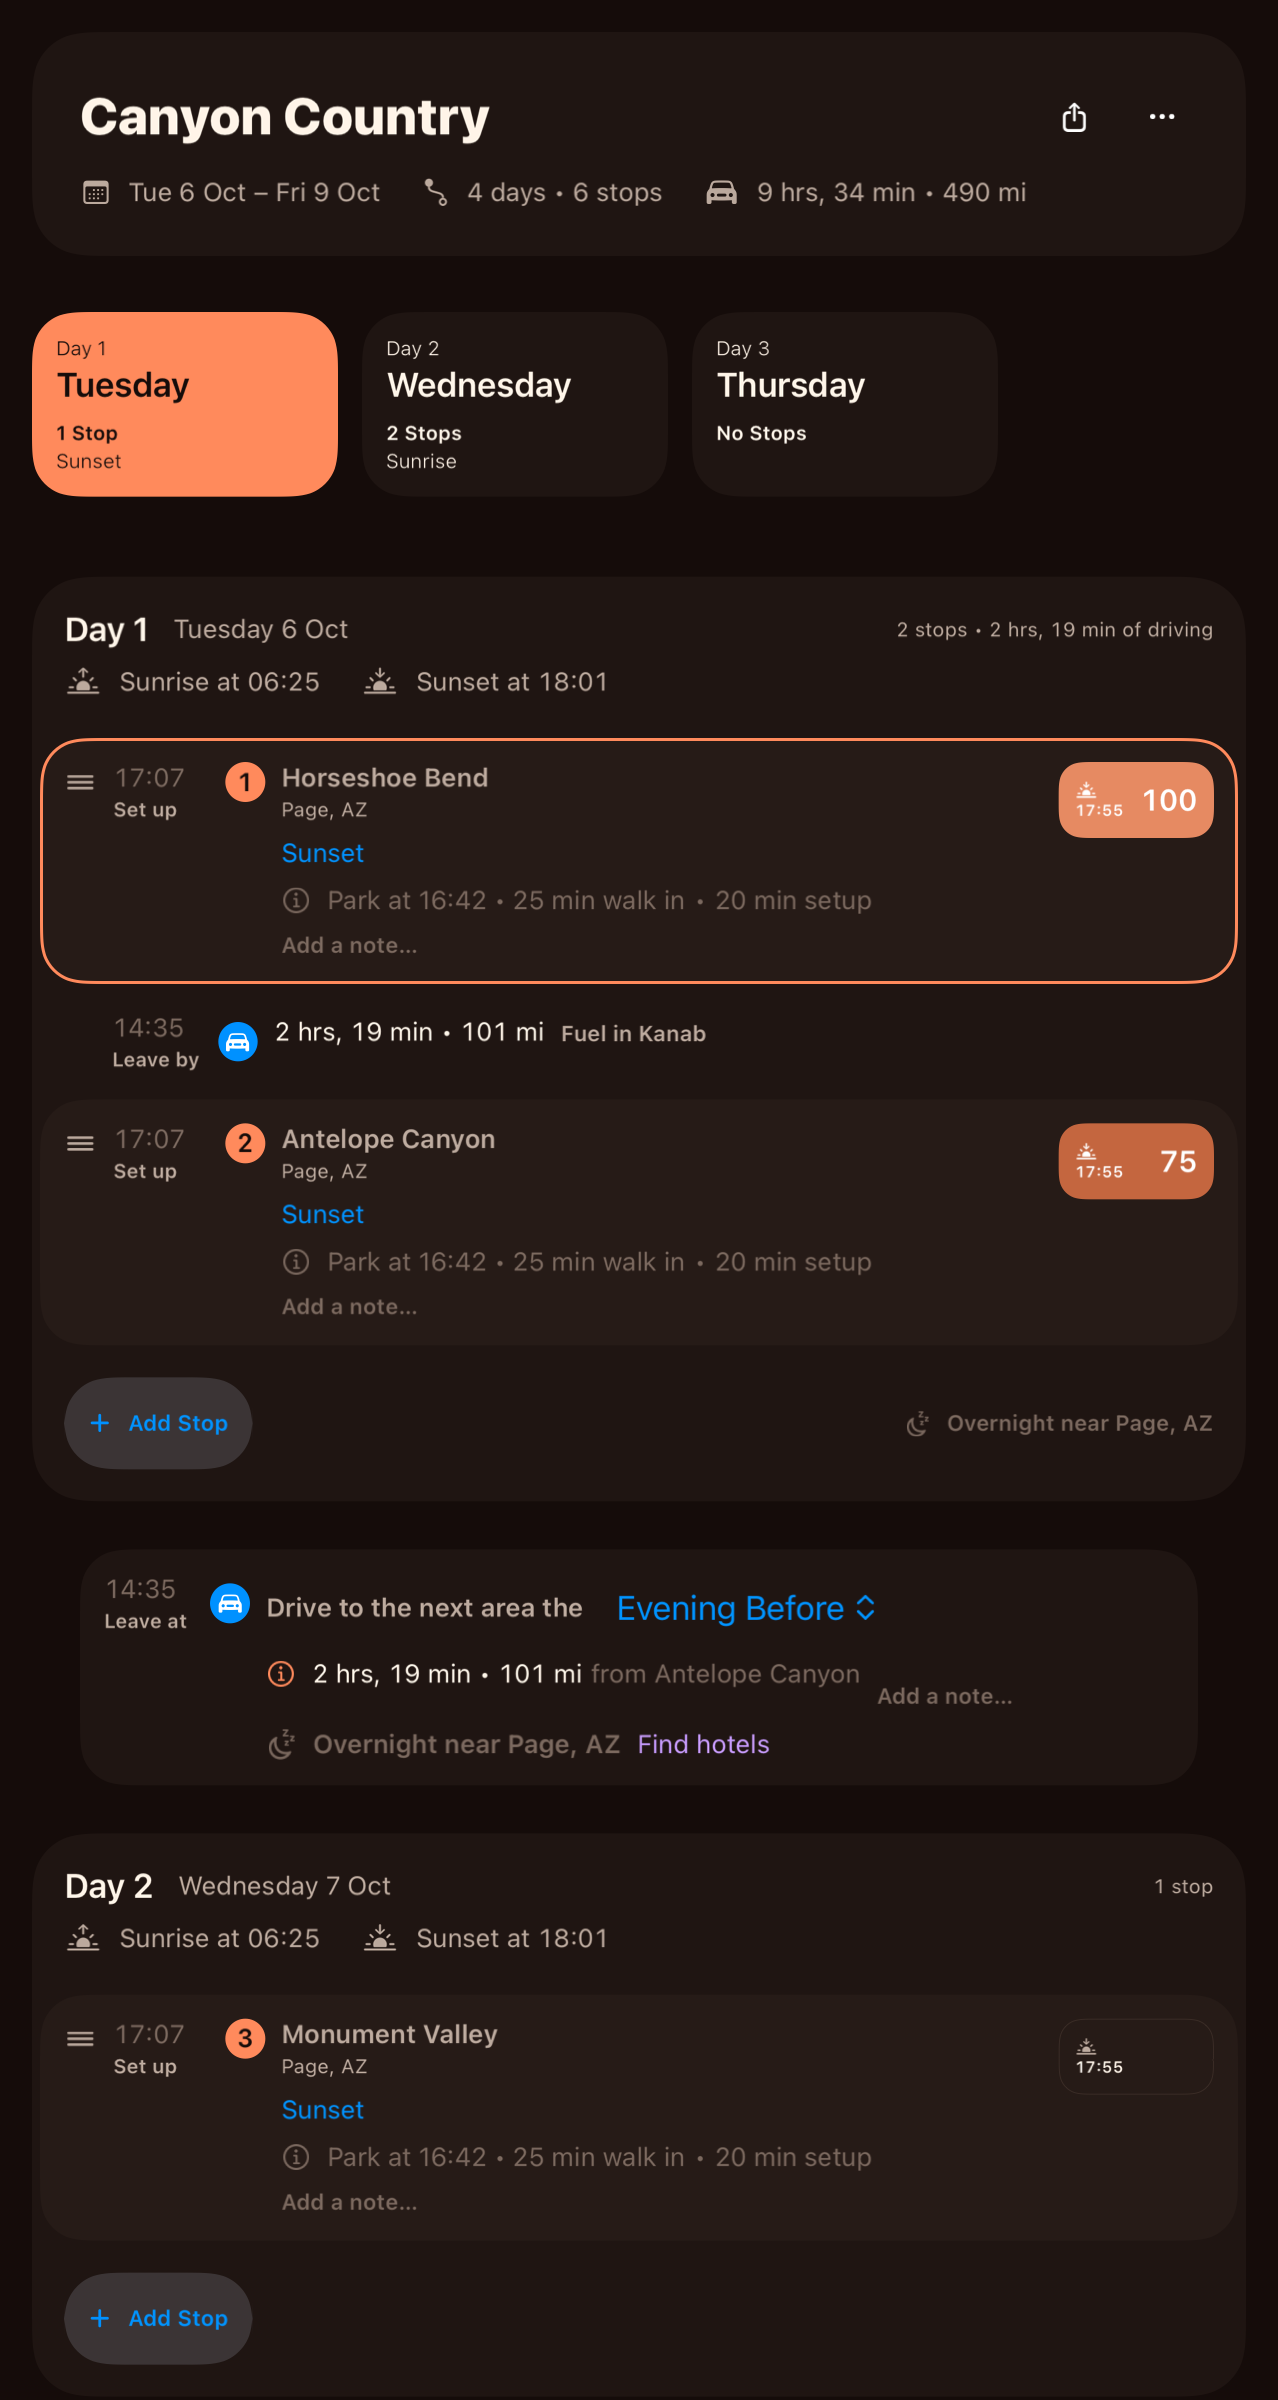 Canyon Country
Tue 6 Oct – Fri 9 Oct
4 days • 6 stops
9 hrs, 34 min • 490 mi
Day 1
Tuesday
1 Stop
Sunset
Day 2
Wednesday
2 Stops
Sunrise
Day 3
Thursday
No Stops
Day 1 Tuesday 6 Oct
2 stops • 2 hrs, 19 min of driving
Sunrise at 06:25
Sunset at 18:01
17:07
Set up
1
Horseshoe Bend
Page, AZ
Sunset
Park at 16:42 • 25 min walk in • 20 min setup
Add a note...
17:55
100
14:35
Leave by
2 hrs, 19 min • 101 mi Fuel in Kanab
17:07
Set up
2
Antelope Canyon
Page, AZ
Sunset
Park at 16:42 • 25 min walk in • 20 min setup
Add a note...
17:55
75
+ Add Stop
Overnight near Page, AZ
14:35
Leave at
Drive to the next area the Evening Before
2 hrs, 19 min • 101 mi from Antelope Canyon
Add a note...
Overnight near Page, AZ Find hotels
Day 2 Wednesday 7 Oct
1 stop
Sunrise at 06:25
Sunset at 18:01
17:07
Set up
3
Monument Valley
Page, AZ
Sunset
Park at 16:42 • 25 min walk in • 20 min setup
Add a note...
17:55
+ Add Stop